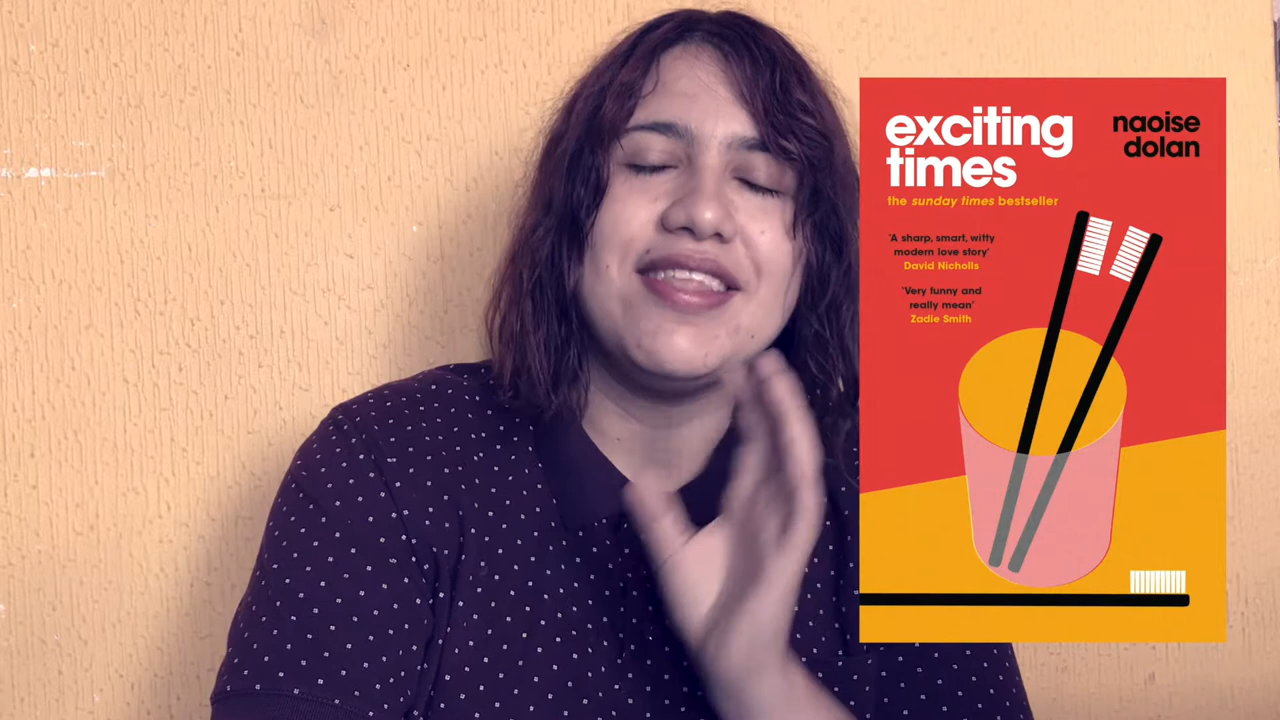 exciting
times
naoise
dolan
the sunday times bestseller
'A sharp, smart, witty
modern love story'
David Nicholls
'Very funny and
really mean'
Zadie Smith